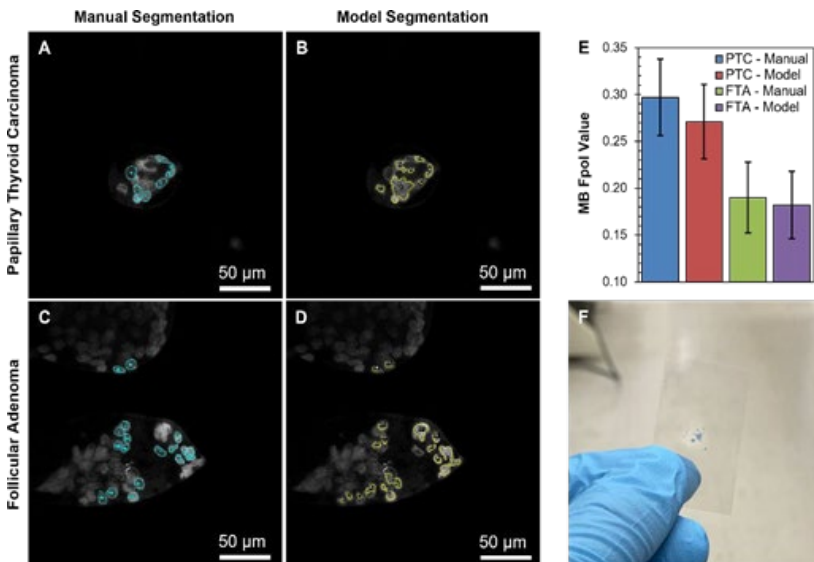 Manual Segmentation
Model Segmentation
Papillary Thyroid Carcinoma
A
50 µm
B
50 µm
Follicular Adenoma
C
50 µm
D
50 µm
E
MB Fpol Value
0.35
0.30
0.25
0.20
0.15
0.10
PTC - Manual
PTC - Model
FTA - Manual
FTA - Model
F